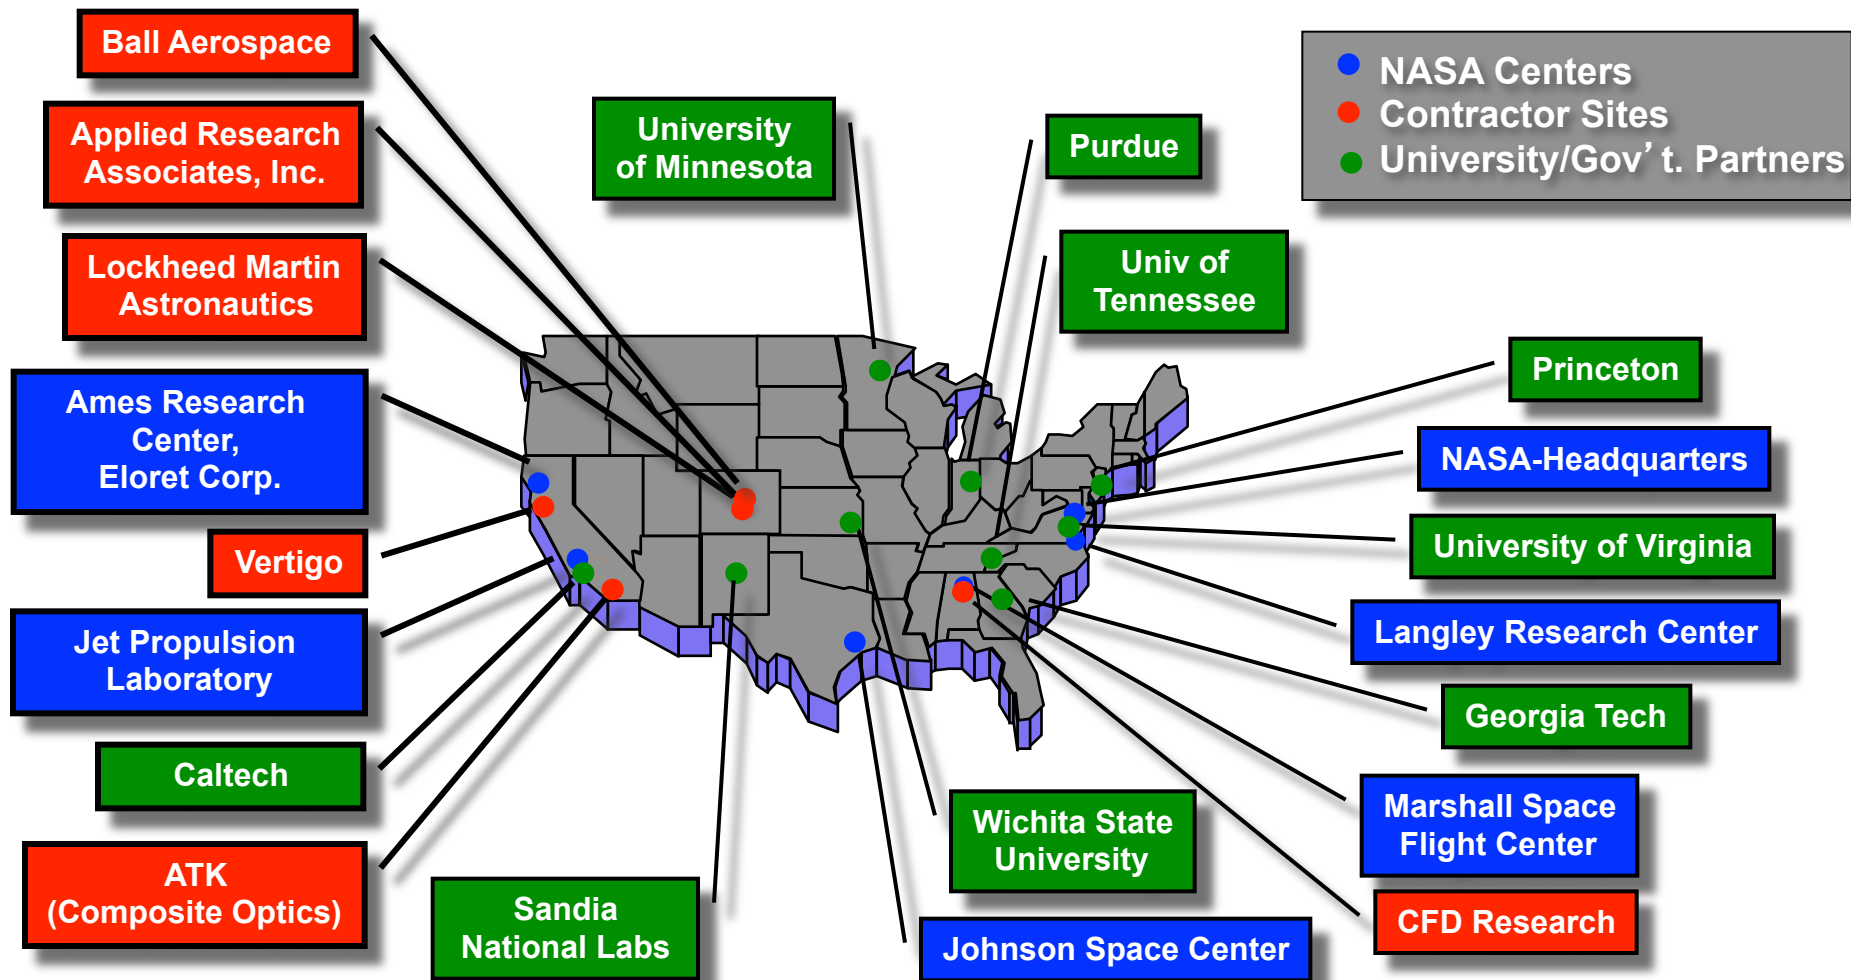 Ball Aerospace
Applied Research
Associates, Inc.
Lockheed Martin
Astronautics
Ames Research
Center,
Eloret Corp.
Vertigo
Jet Propulsion
Laboratory
Caltech
ATK
(Composite Optics)
University
of Minnesota
Purdue
Univ of
Tennessee
NASA Centers
Contractor Sites
University/Gov’t. Partners
Princeton
NASA-Headquarters
University of Virginia
Langley Research Center
Georgia Tech
Marshall Space
Flight Center
CFD Research
Wichita State
University
Johnson Space Center
Sandia
National Labs